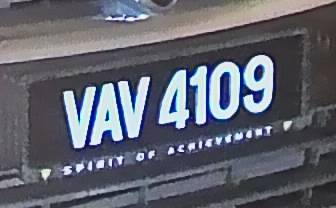 VAV 4109
SPIRIT OF ACHIEVEMENT